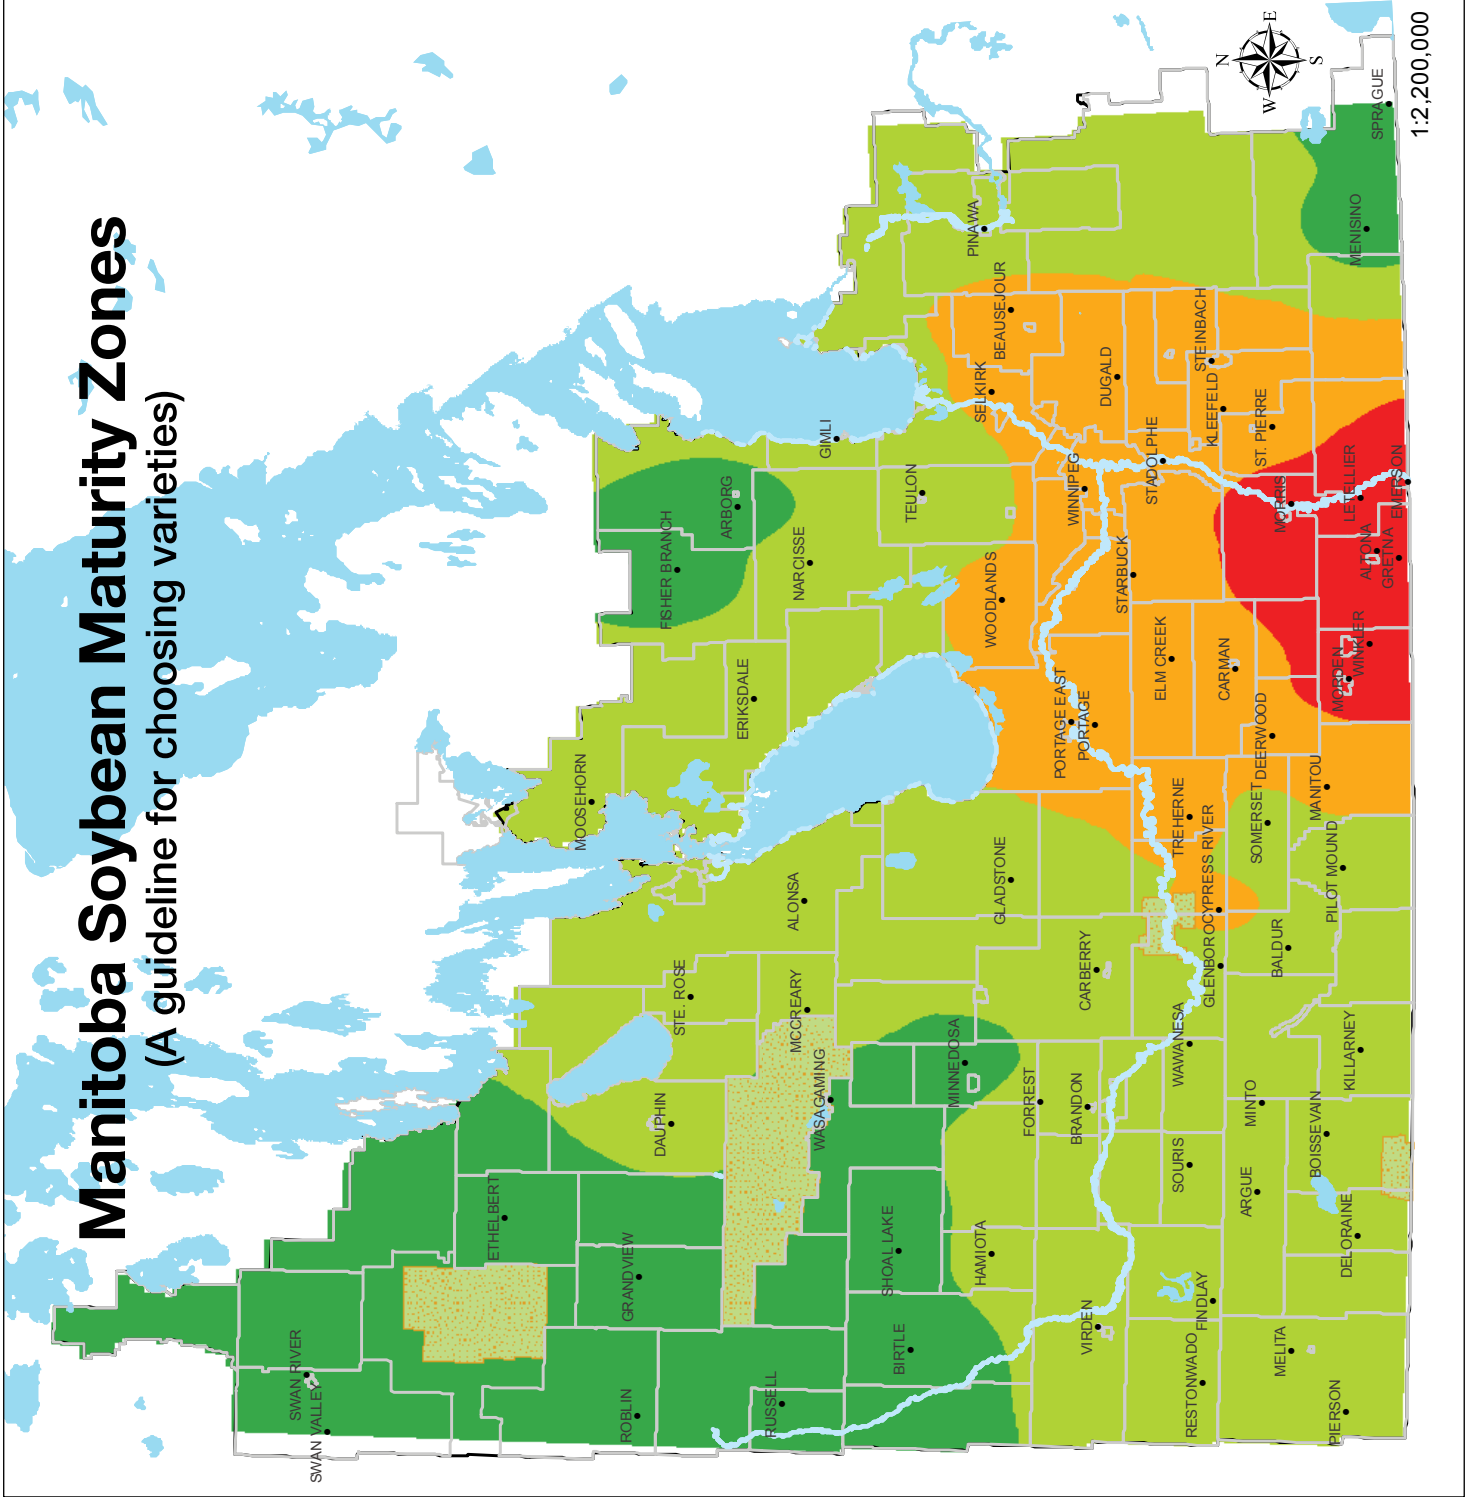 Manitoba Soybean Maturity Zones
(A guideline for choosing varieties)
SWAN RIVER
SWAN VALLEY
ETHELBERT
MOOSEHORN
ROBLIN
GRANDVIEW
DAUPHIN
FISHER BRANCH
STE. ROSE
ARBORG
ERIKSDALE
RUSSELL
ALONSA
MCCREARY
NARCISSE
WASAGAMING
GIMLI
SHOAL LAKE
BIRTLE
TEULON
MINNEDOSA
PINAWA
HAMIOTA
SELKIRK
WOODLANDS
GLADSTONE
BEAUSEJOUR
FORREST
PORTAGE EAST
WINNIPEG
BRANDON
PORTAGE
CARBERRY
VIRDEN
DUGALD
STARBUCK
STADOLPHE
ELM CREEK
SOURIS
WAWANESA
TREHERNE
RESTONWADO
STEINBACH
FINDLAY
GLENBORO
CYPRESS RIVER
KLEEFELD
CARMAN
ARGUE
MINTO
SOMERSET
DEERWOOD
ST. PIERRE
BALDUR
MELITA
MORRIS
BOISSEVAIN
MANITOU
PILOT MOUND
PIERSON
MORDEN
DELORAINE
KILLARNEY
LETELLIER
MENISINO
WINKLER
ALTONA
SPRAGUE
GRETNA
EMERSON
N
W
E
S
1:2,200,000